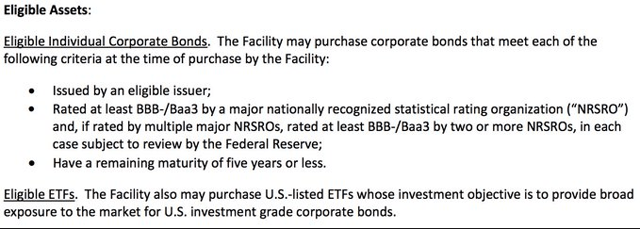 Eligible Assets:
Eligible Individual Corporate Bonds. The Facility may purchase corporate bonds that meet each of the
following criteria at the time of purchase by the Facility:
• Issued by an eligible issuer;
• Rated at least BBB-/Baa3 by a major nationally recognized statistical rating organization (“NRSRO”)
and, if rated by multiple major NRSROs, rated at least BBB-/Baa3 by two or more NRSROs, in each
case subject to review by the Federal Reserve;
• Have a remaining maturity of five years or less.
Eligible ETFs. The Facility also may purchase U.S.-listed ETFs whose investment objective is to provide broad
exposure to the market for U.S. investment grade corporate bonds.